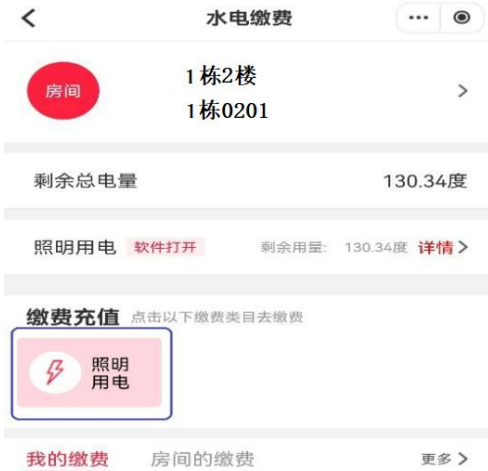 水电缴费
房间
1栋2楼
1栋0201
剩余总电量 130.34度
照明用电 软件打开 剩余用量: 130.34度 详情
缴费充值 点击以下缴费类目去缴费
照明
用电
我的缴费 房间的缴费 更多